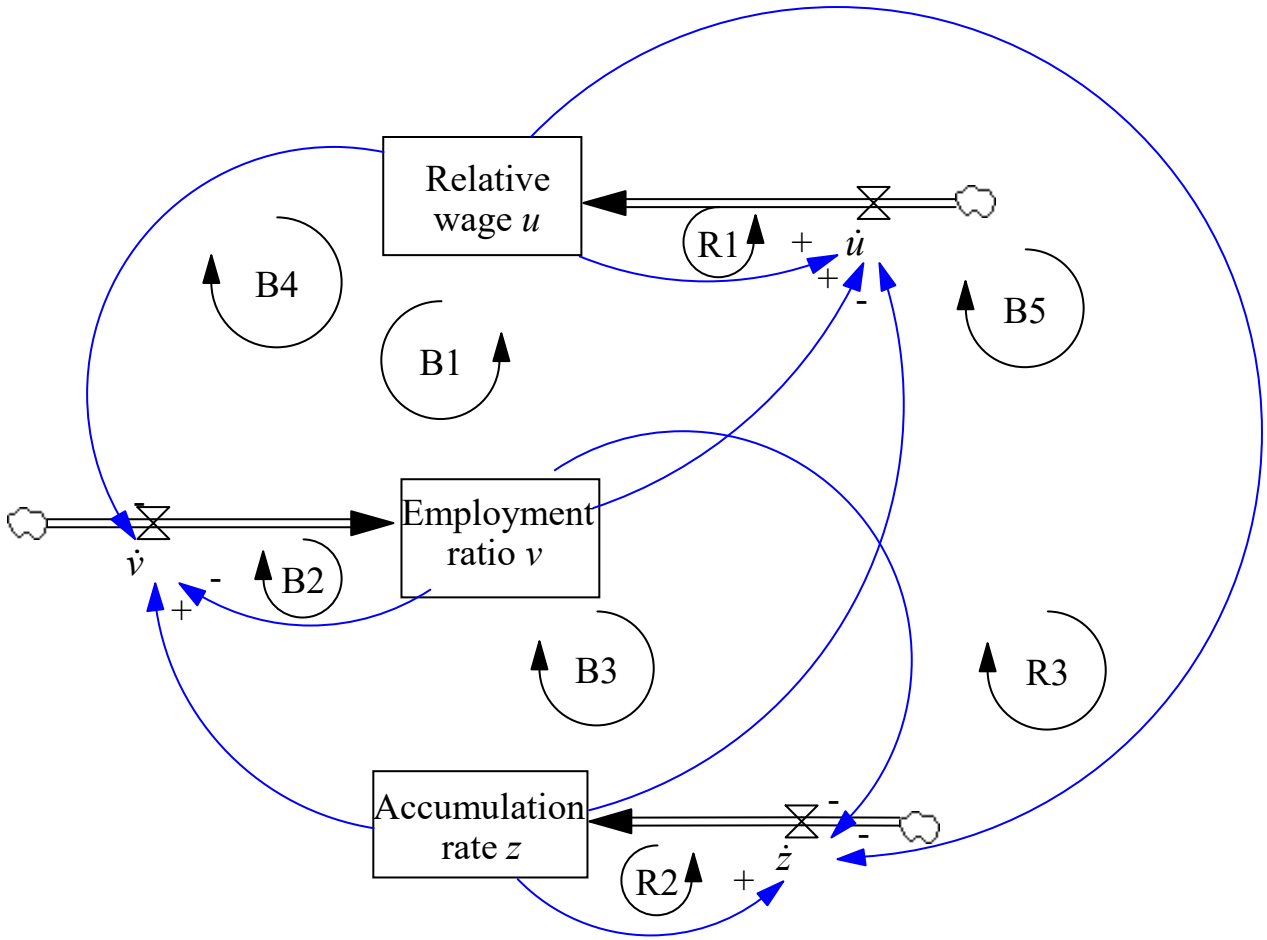 Relative
wage u
R1
+
u̇
+
-
B4
B5
B1
-
Employment
ratio v
v̇
-
B2
+
B3
R3
Accumulation
rate z
-
-
ż
R2
+